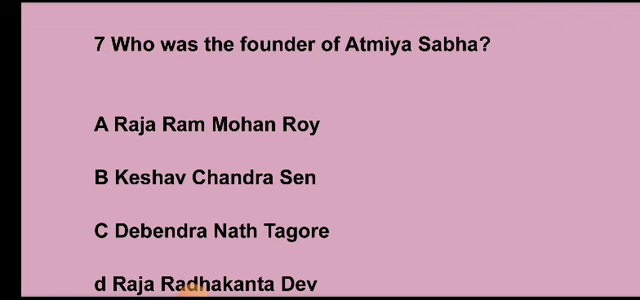 7 Who was the founder of Atmiya Sabha?
A Raja Ram Mohan Roy
B Keshav Chandra Sen
C Debendra Nath Tagore
d Raja Radhakanta Dev